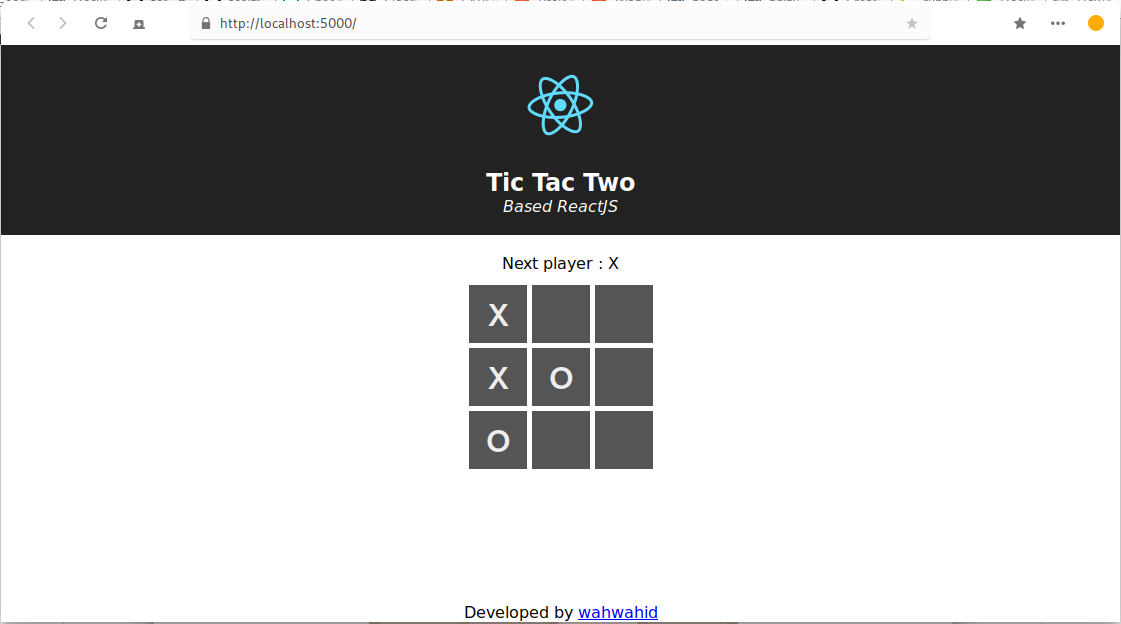 http://localhost:5000/
Tic Tac Two
Based ReactJS
Next player : X
X
X O
O
Developed by wahwahid